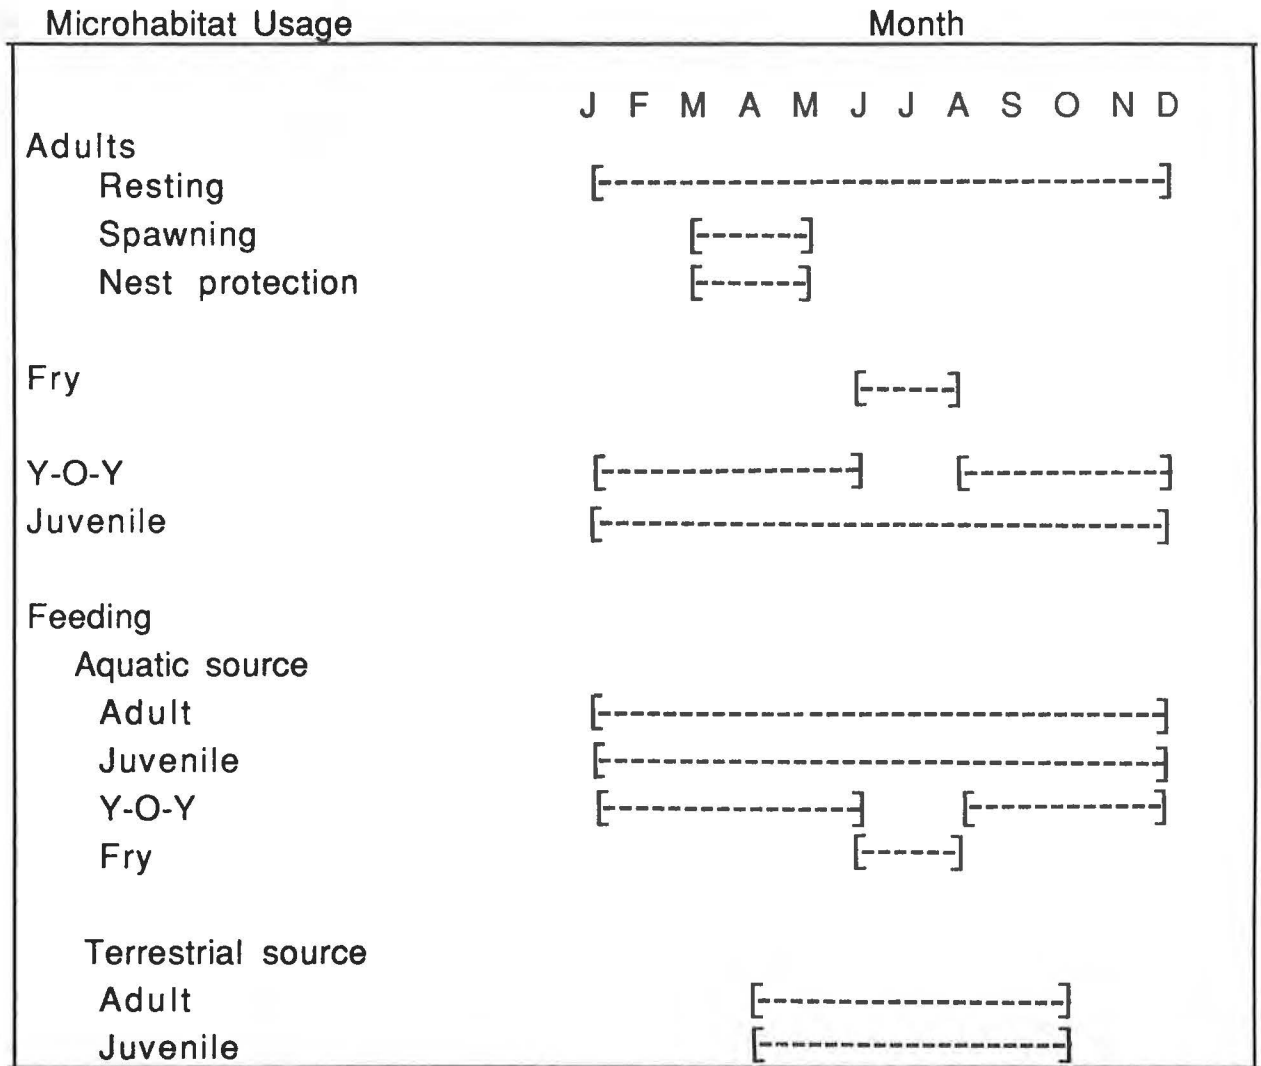 Microhabitat Usage Month
J F M A M J J A S O N D
Adults
Resting [--------------------------------------]
Spawning [-------]
Nest protection [-------]
Fry [------]
Y-O-Y [-----------------] [------------]
Juvenile [--------------------------------------]
Feeding
Aquatic source
Adult [--------------------------------------]
Juvenile [--------------------------------------]
Y-O-Y [-----------------] [------------]
Fry [------]
Terrestrial source
Adult [--------------------]
Juvenile [--------------------]